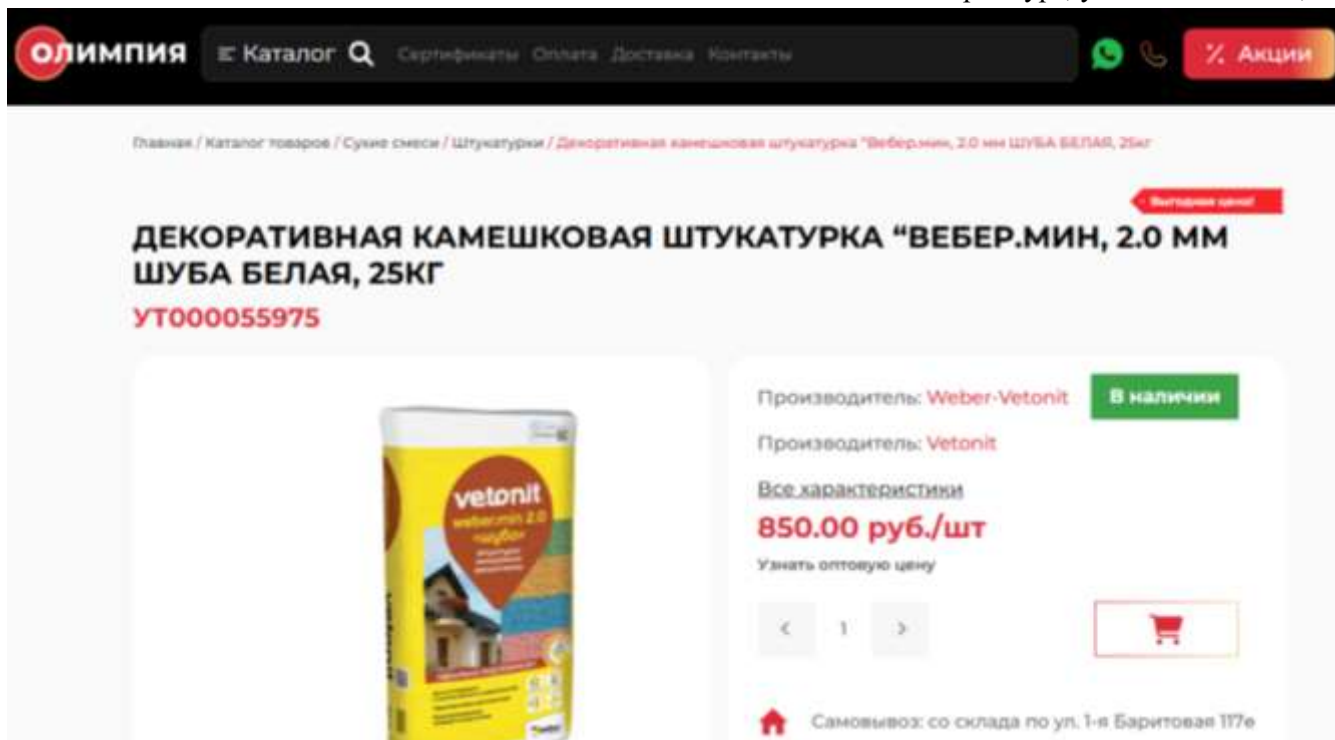 ОЛИМПИЯ
Каталог
Сертификаты Оплата Доставка Контакты
% Акции
Главная / Каталог товаров / Сухие смеси / Штукатурки / Декоративная камешковая штукатурка "Вебер.мин, 2.0 мм ШУБА БЕЛАЯ, 25кг
Выгодная цена!
ДЕКОРАТИВНАЯ КАМЕШКОВАЯ ШТУКАТУРКА “ВЕБЕР.МИН, 2.0 ММ
ШУБА БЕЛАЯ, 25КГ
УТ000055975
Производитель: Weber-Vetonit
В наличии
Производитель: Vetonit
Все характеристики
850.00 руб./шт
Узнать оптовую цену
< 1 >
Самовывоз: со склада по ул. 1-я Баритовая 117е
vetonit
weber.min 2.0
«шуба»